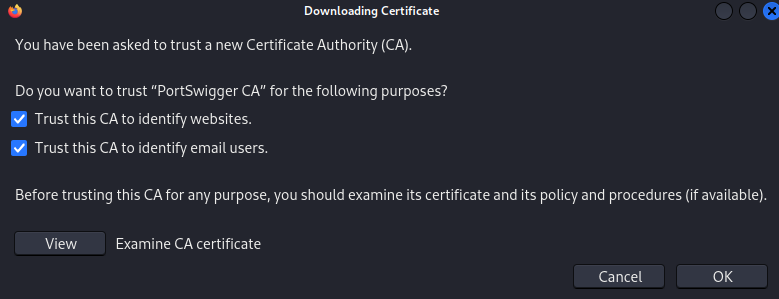 Downloading Certificate
You have been asked to trust a new Certificate Authority (CA).
Do you want to trust “PortSwigger CA” for the following purposes?
Trust this CA to identify websites.
Trust this CA to identify email users.
Before trusting this CA for any purpose, you should examine its certificate and its policy and procedures (if available).
View Examine CA certificate
Cancel OK